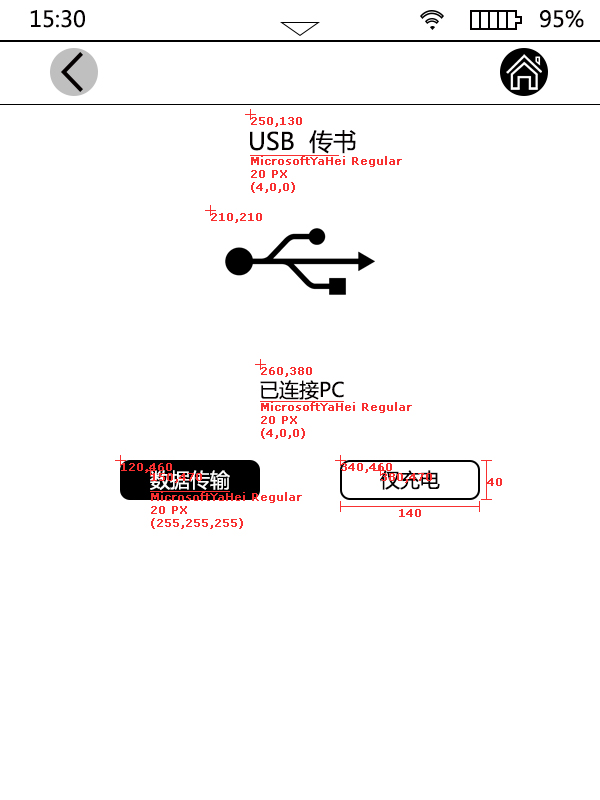 15:30 95%
250,130
USB 传书
MicrosoftYaHei Regular
20 PX
(4,0,0)
210,210
260,380
已连接PC
MicrosoftYaHei Regular
20 PX
(4,0,0)
120,460
数据传输
MicrosoftYaHei Regular
20 PX
(255,255,255)
340,460
仅充电
40
140